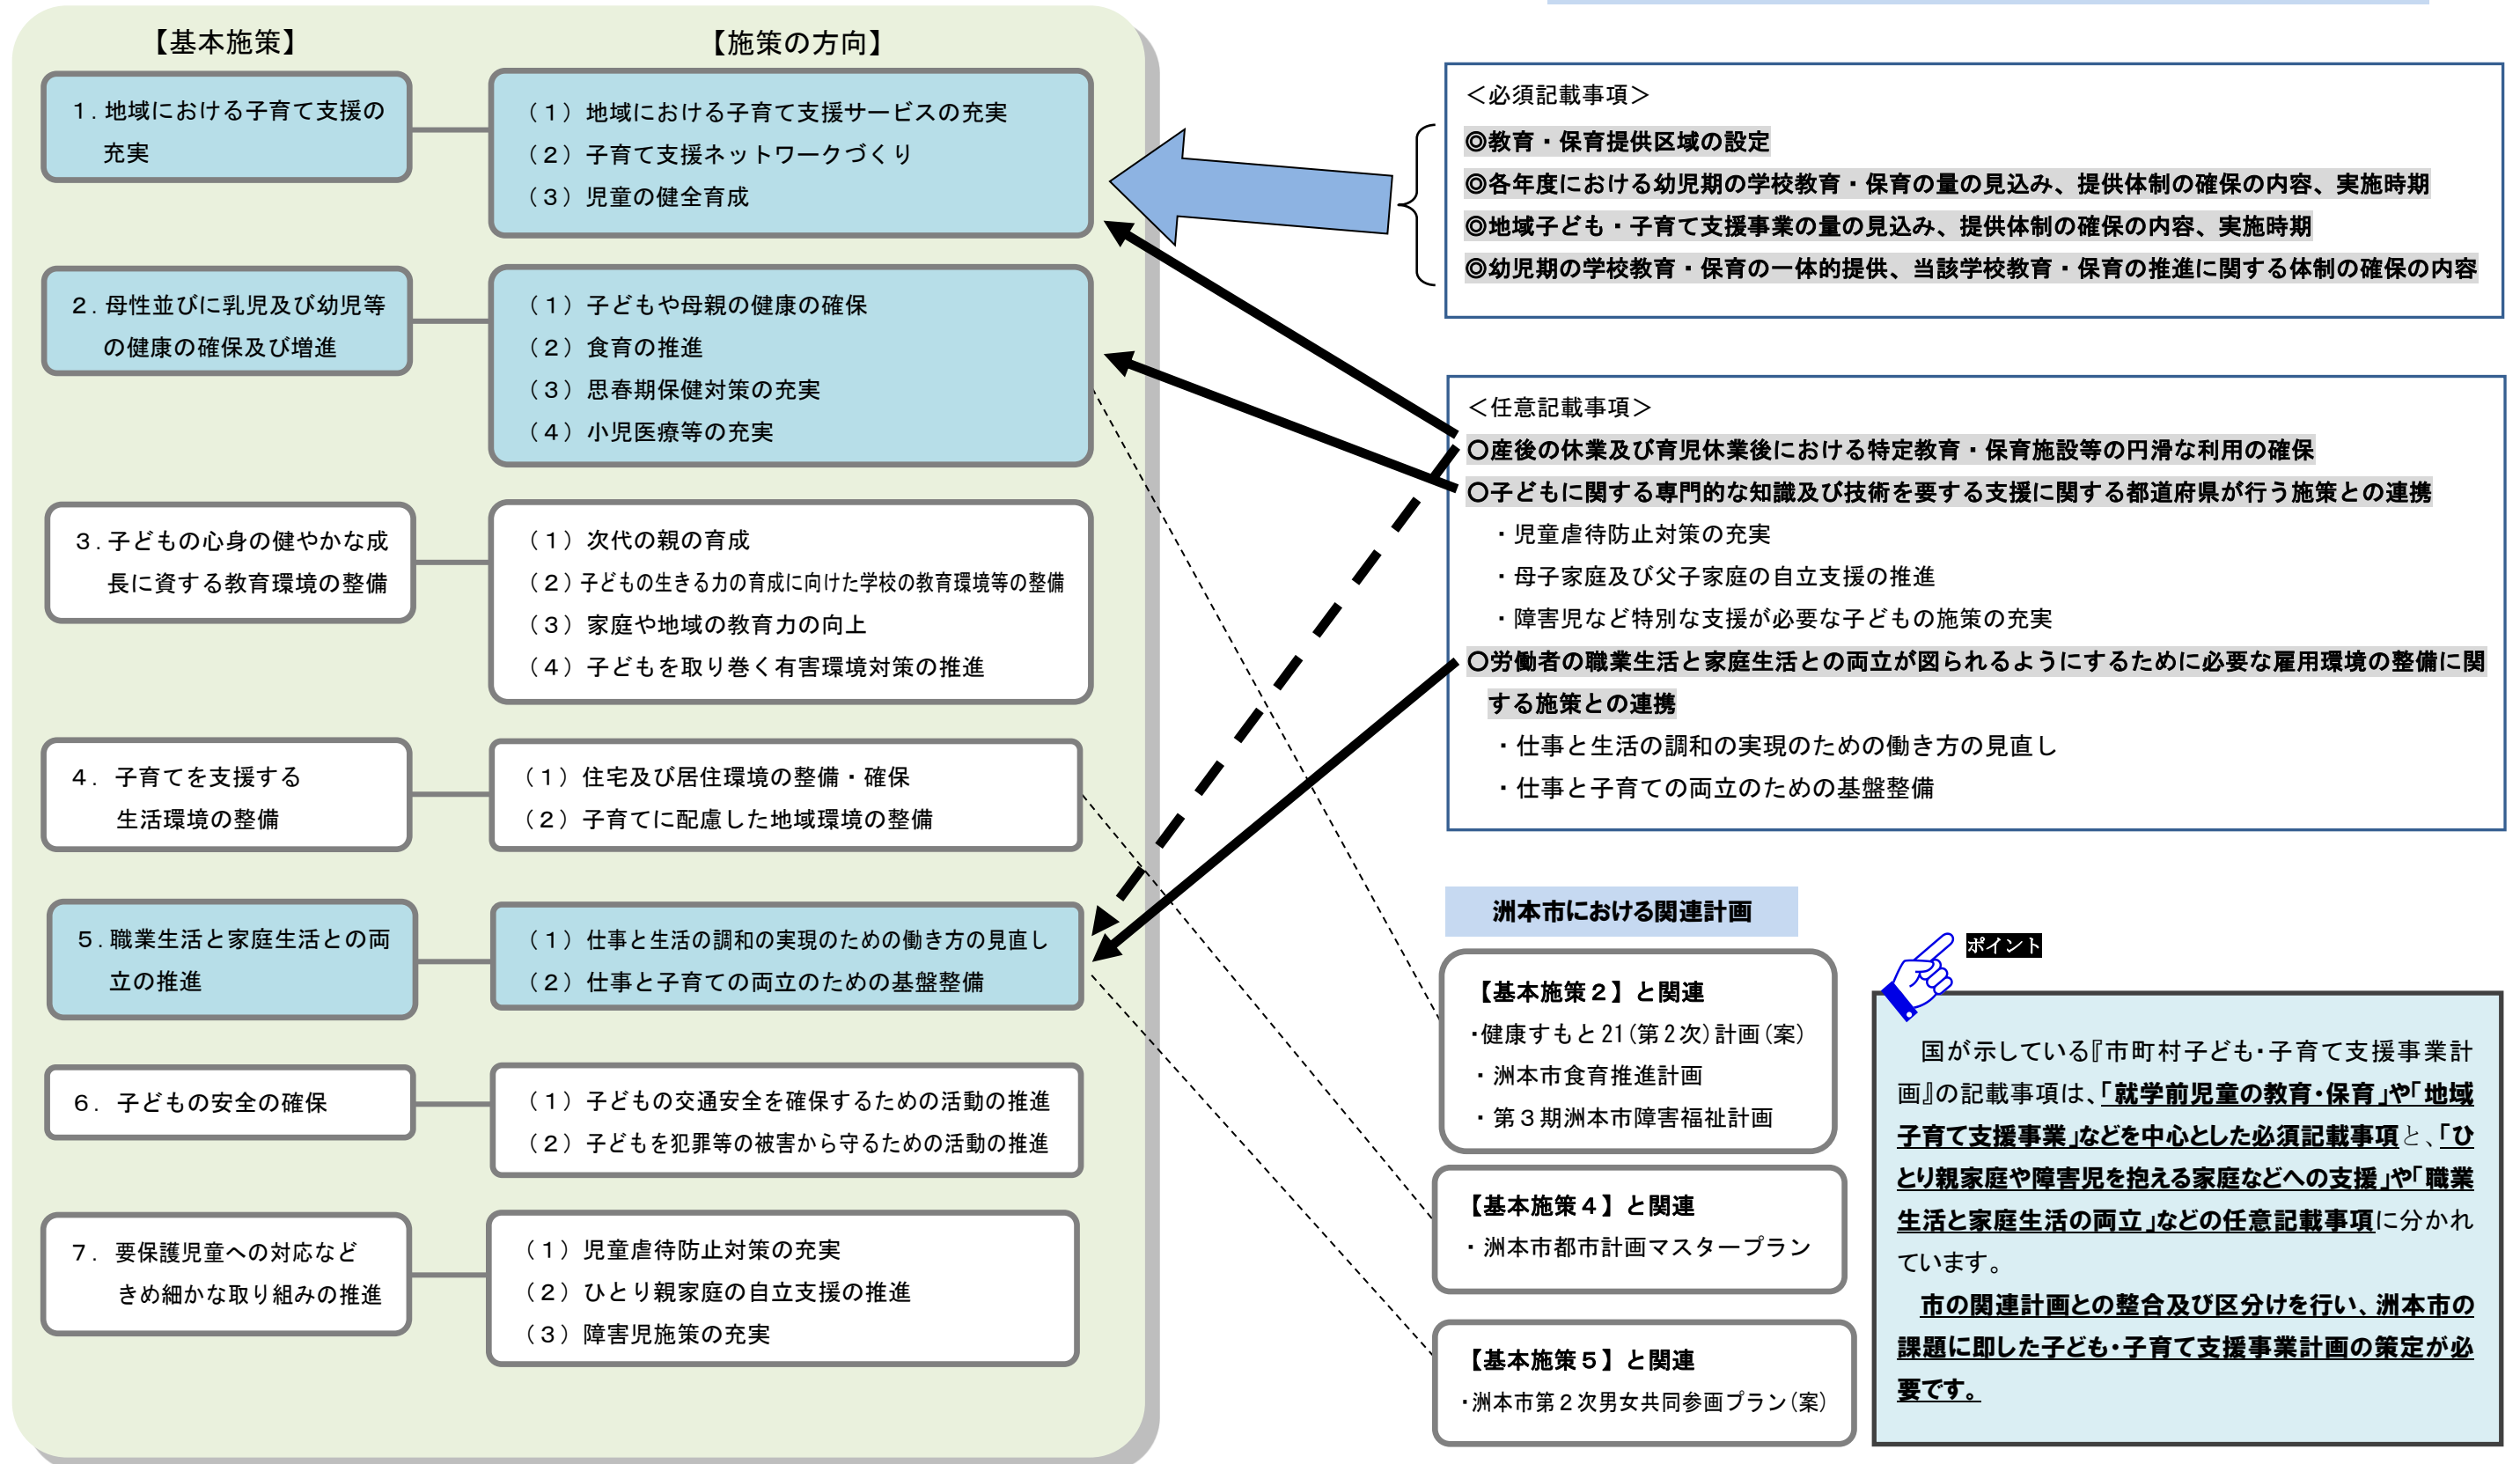 【基本施策】
【施策の方向】
１．地域における子育て支援の
充実
（１）地域における子育て支援サービスの充実
（２）子育て支援ネットワークづくり
（３）児童の健全育成
２．母性並びに乳児及び幼児等
の健康の確保及び増進
（１）子どもや母親の健康の確保
（２）食育の推進
（３）思春期保健対策の充実
（４）小児医療等の充実
３．子どもの心身の健やかな成
長に資する教育環境の整備
（１）次代の親の育成
（２）子どもの生きる力の育成に向けた学校の教育環境等の整備
（３）家庭や地域の教育力の向上
（４）子どもを取り巻く有害環境対策の推進
４．子育てを支援する
生活環境の整備
（１）住宅及び居住環境の整備・確保
（２）子育てに配慮した地域環境の整備
５．職業生活と家庭生活との両
立の推進
（１）仕事と生活の調和の実現のための働き方の見直し
（２）仕事と子育ての両立のための基盤整備
６．子どもの安全の確保
（１）子どもの交通安全を確保するための活動の推進
（２）子どもを犯罪等の被害から守るための活動の推進
７．要保護児童への対応など
きめ細かな取り組みの推進
（１）児童虐待防止対策の充実
（２）ひとり親家庭の自立支援の推進
（３）障害児施策の充実
＜必須記載事項＞
◎教育・保育提供区域の設定
◎各年度における幼児期の学校教育・保育の量の見込み、提供体制の確保の内容、実施時期
◎地域子ども・子育て支援事業の量の見込み、提供体制の確保の内容、実施時期
◎幼児期の学校教育・保育の一体的提供、当該学校教育・保育の推進に関する体制の確保の内容
＜任意記載事項＞
○産後の休業及び育児休業後における特定教育・保育施設等の円滑な利用の確保
○子どもに関する専門的な知識及び技術を要する支援に関する都道府県が行う施策との連携
・児童虐待防止対策の充実
・母子家庭及び父子家庭の自立支援の推進
・障害児など特別な支援が必要な子どもの施策の充実
○労働者の職業生活と家庭生活との両立が図られるようにするために必要な雇用環境の整備に関
する施策との連携
・仕事と生活の調和の実現のための働き方の見直し
・仕事と子育ての両立のための基盤整備
洲本市における関連計画
【基本施策２】と関連
・健康すもと21(第２次)計画(案)
・洲本市食育推進計画
・第３期洲本市障害福祉計画
【基本施策４】と関連
・洲本市都市計画マスタープラン
【基本施策５】と関連
・洲本市第２次男女共同参画プラン(案)
ポイント
国が示している『市町村子ども・子育て支援事業計
画』の記載事項は、「就学前児童の教育・保育」や「地域
子育て支援事業」などを中心とした必須記載事項と、「ひ
とり親家庭や障害児を抱える家庭などへの支援」や「職業
生活と家庭生活の両立」などの任意記載事項に分かれ
ています。
市の関連計画との整合及び区分けを行い、洲本市の
課題に即した子ども・子育て支援事業計画の策定が必
要です。